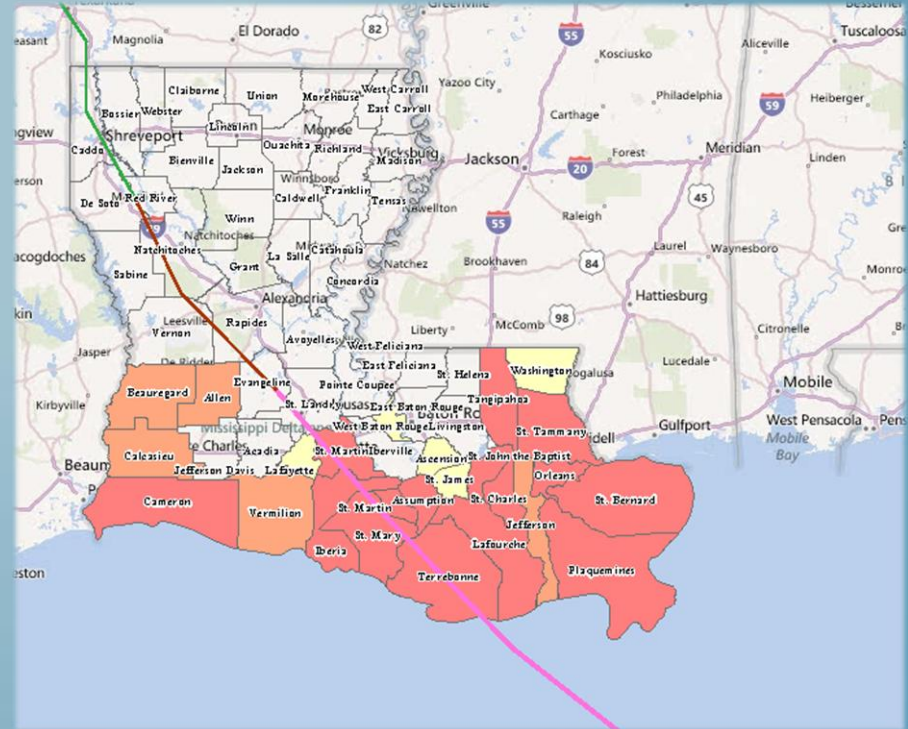 Greenville
El Dorado
82
55
Aliceville
Tuscaloosa
Magnolia
Kosciusko
Yazoo City
Philadelphia
59
Heiberger
Carthage
Claiborne
Union
Morehouse
West Carroll
East Carroll
Bossier
Webster
Lincoln
Shreveport
Monroe
Ouachita
Richland
Vicksburg
Jackson
Forest
Meridian
Linden
20
Caddo
Bienville
Jackson
Madison
Winnsboro
Franklin
Caldwell
Tensas
De Soto
Red River
Raleigh
45
Winn
Newellton
55
Natchitoches
Natchitoches
Catahoula
La Salle
Laurel
Waynesboro
Sabine
Grant
Natchez
Brookhaven
84
Concordia
Alexandria
Hattiesburg
Leesville
Rapides
Vernon
98
McComb
Liberty
Citronelle
Avoyelles
West Feliciana
Jasper
De Ridder
East Feliciana
St. Helena
Washington
Bogalusa
Lucedale
Evangeline
Pointe Coupee
Mobile
Beauregard
Allen
Kirbyville
St. Landry
East Baton Rouge
Tangipahoa
West Pensacola
Gulfport
Mobile
Bay
West Baton Rouge
Livingston
St. Tammany
Calcasieu
Acadia
St. Martin
Iberville
Ascension
St. John the Baptist
Jefferson Davis
Lafayette
St. James
Orleans
Cameron
Vermilion
St. Martin
Assumption
St. Charles
St. Bernard
St. Mary
Jefferson
Iberia
Lafourche
Terrebonne
Plaquemines